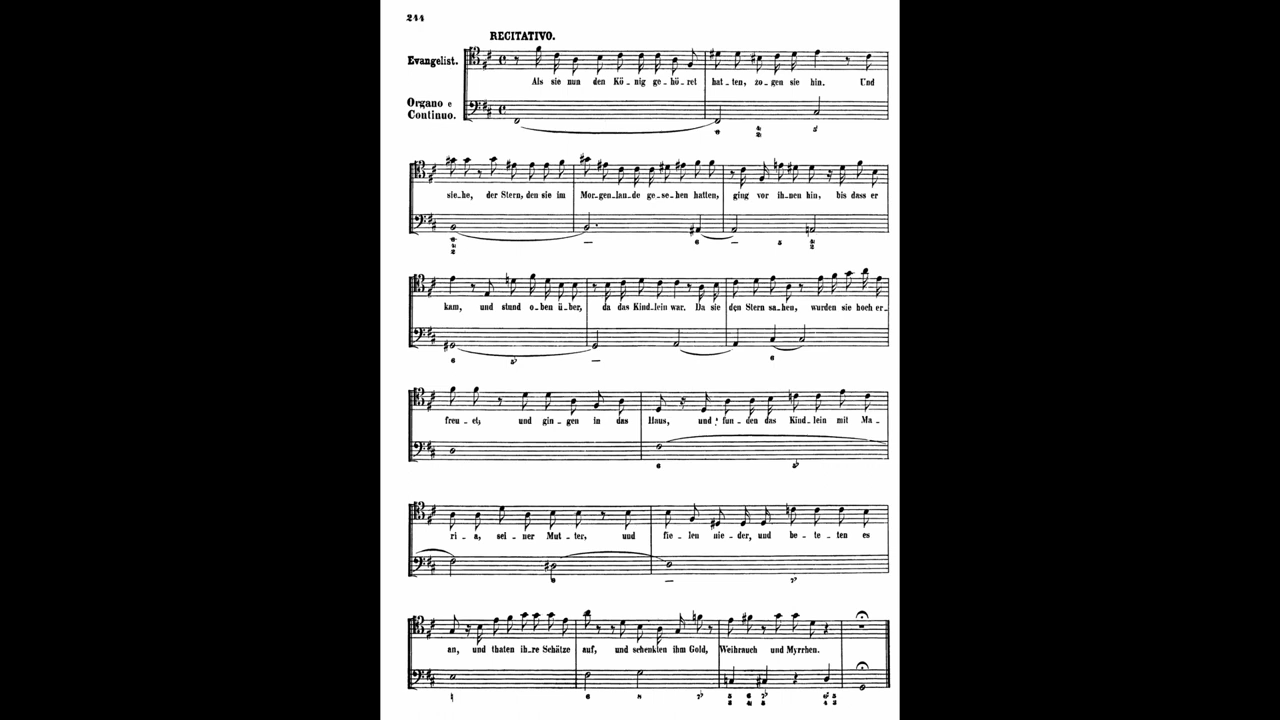 244
RECITATIVO.
Evangelist.
Als sie nun den Kö-nig ge-hö-ret hat-ten, zo-gen sie hin. Und
Organo e
Continuo.
sie-he, der Stern, den sie im Mor-gen-lan-de ge-se-hen hatten, ging vor ih-nen hin, bis dass er
kam, und stund o-ben ü-ber, da das Kind-lein war. Da sie den Stern sa-hen, wurden sie hoch er-
freu-et, und gin-gen in das Haus, und fun-den das Kind-lein mit Ma-
ri-a, sei-ner Mut-ter, und fie-len nie-der, und be-te-ten es
an, und thaten ih-re Schätze auf, und schenkten ihm Gold, Weihrauch und Myrrhen.